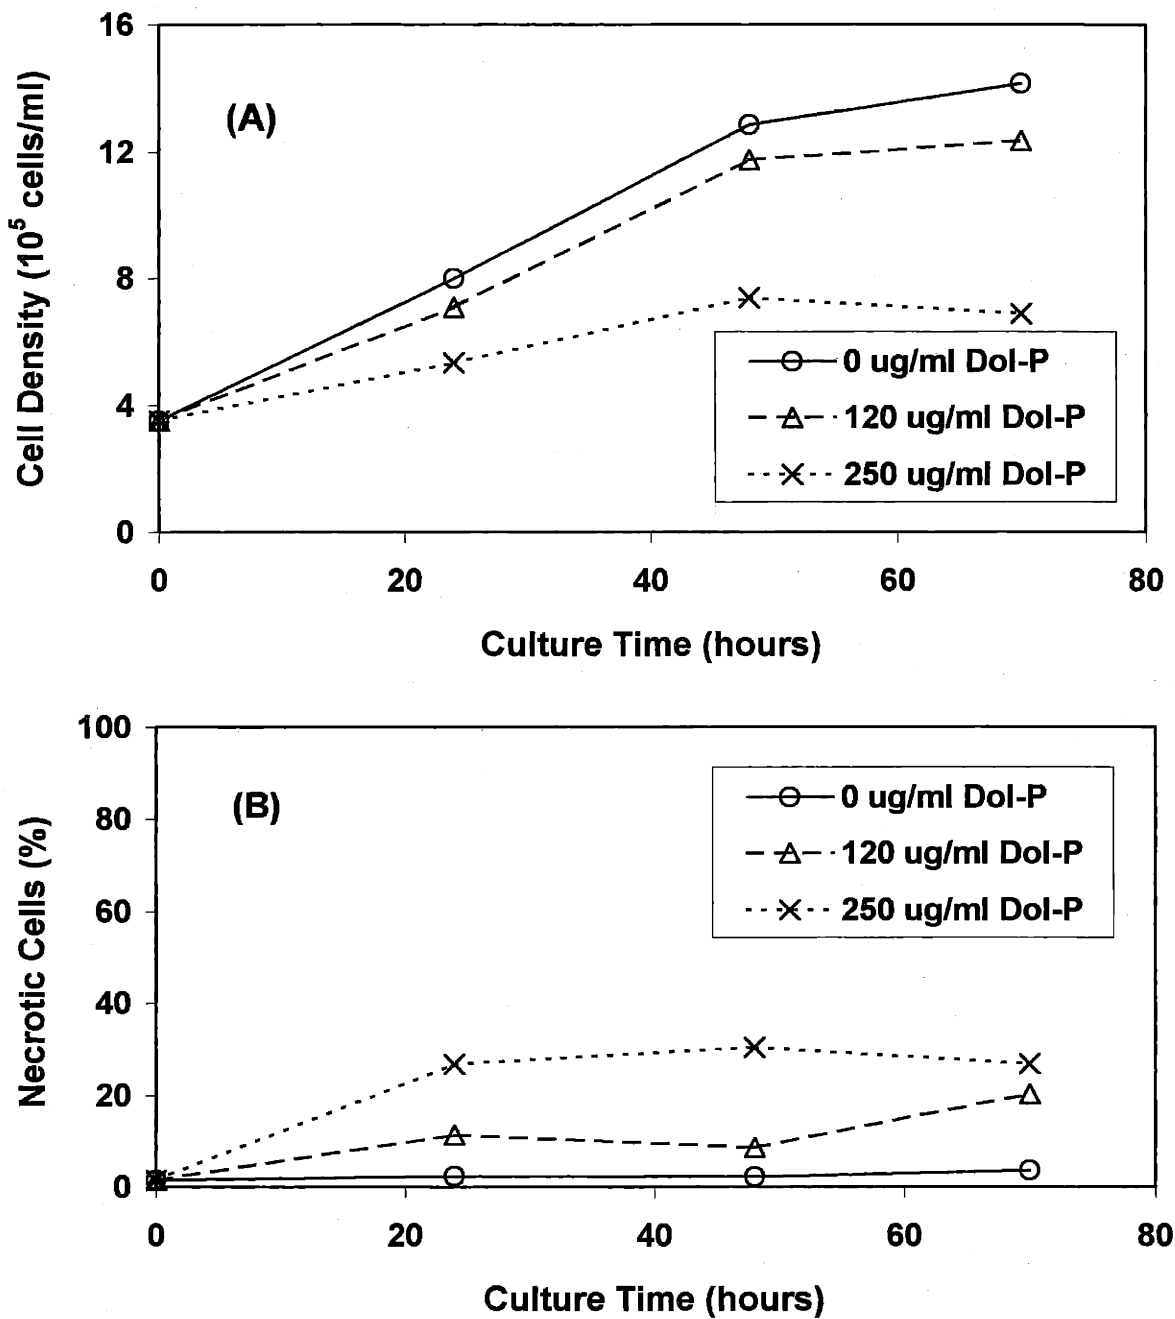 16
12
8
4
0
Cell Density (10⁵ cells/ml)
(A)
0 ug/ml Dol-P
120 ug/ml Dol-P
250 ug/ml Dol-P
0 20 40 60 80
Culture Time (hours)
100
80
60
40
20
0
Necrotic Cells (%)
(B)
0 ug/ml Dol-P
120 ug/ml Dol-P
250 ug/ml Dol-P
0 20 40 60 80
Culture Time (hours)